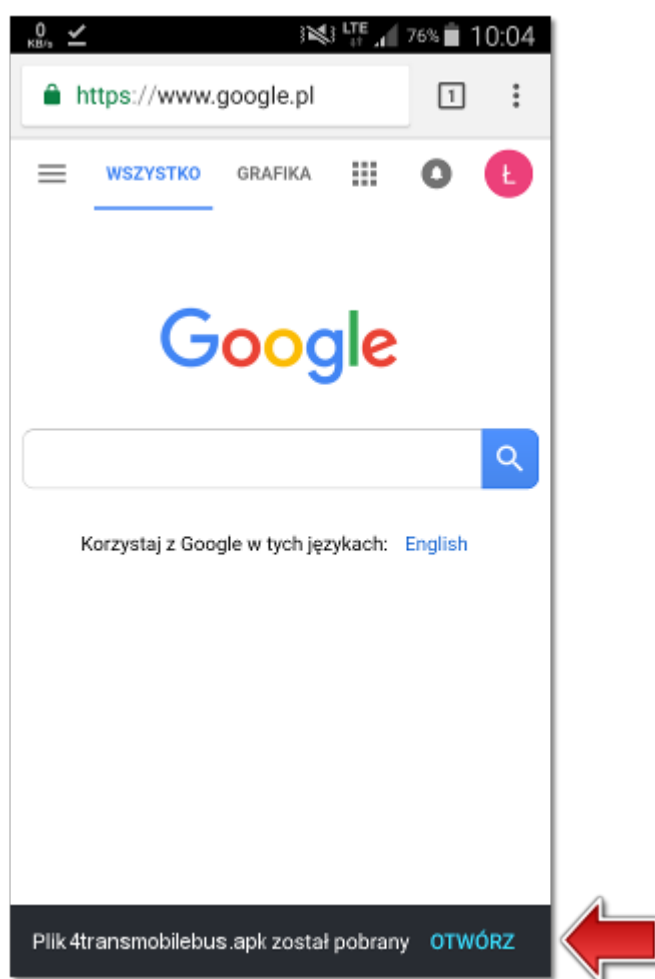 0
KB/s
LTE
76%
10:04
https://www.google.pl
1
WSZYSTKO GRAFIKA
Ł
Google
Korzystaj z Google w tych językach: English
Plik 4transmobilebus.apk został pobrany OTWÓRZ